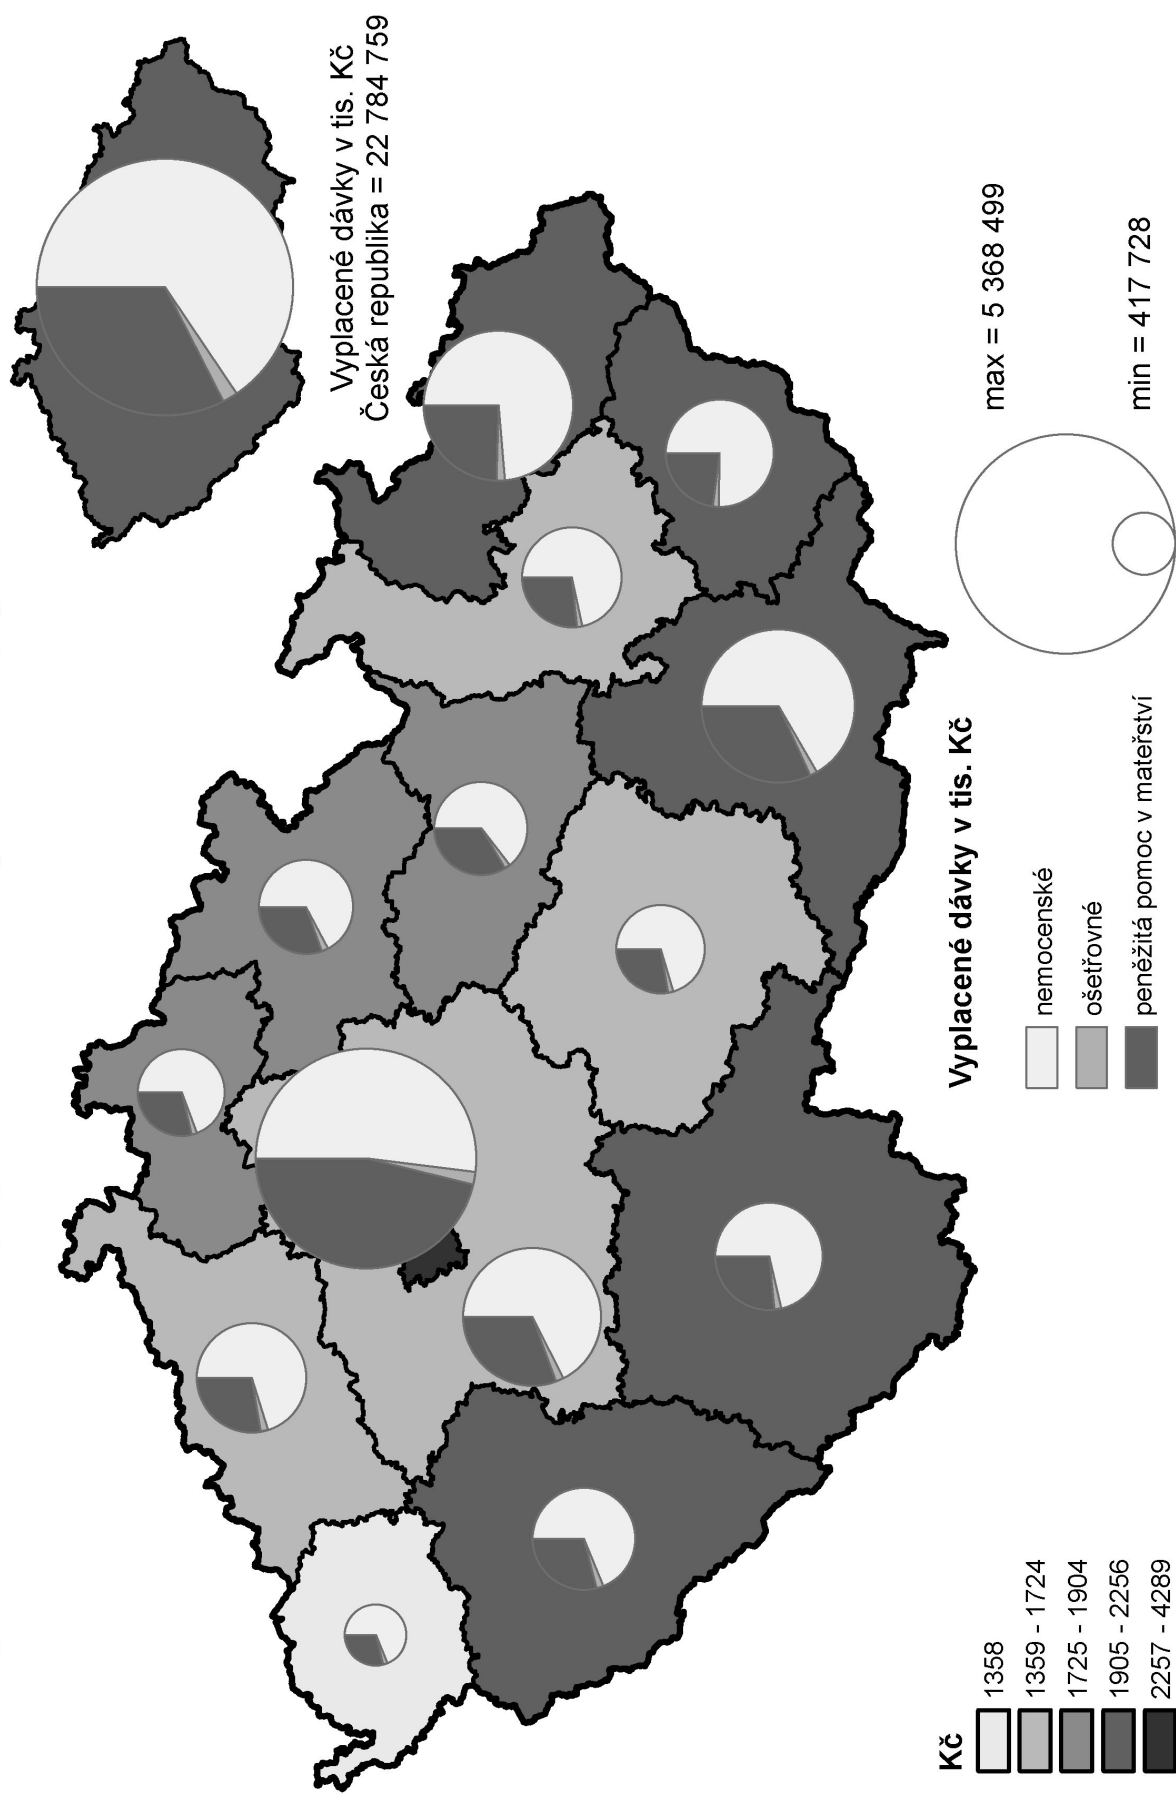 Vyplacené dávky v tis. Kč
Česká republika = 22 784 759
Kč
1358
1359 - 1724
1725 - 1904
1905 - 2256
2257 - 4289
Vyplacené dávky v tis. Kč
nemocenské
ošetřovné
peněžitá pomoc v mateřství
max = 5 368 499
min = 417 728